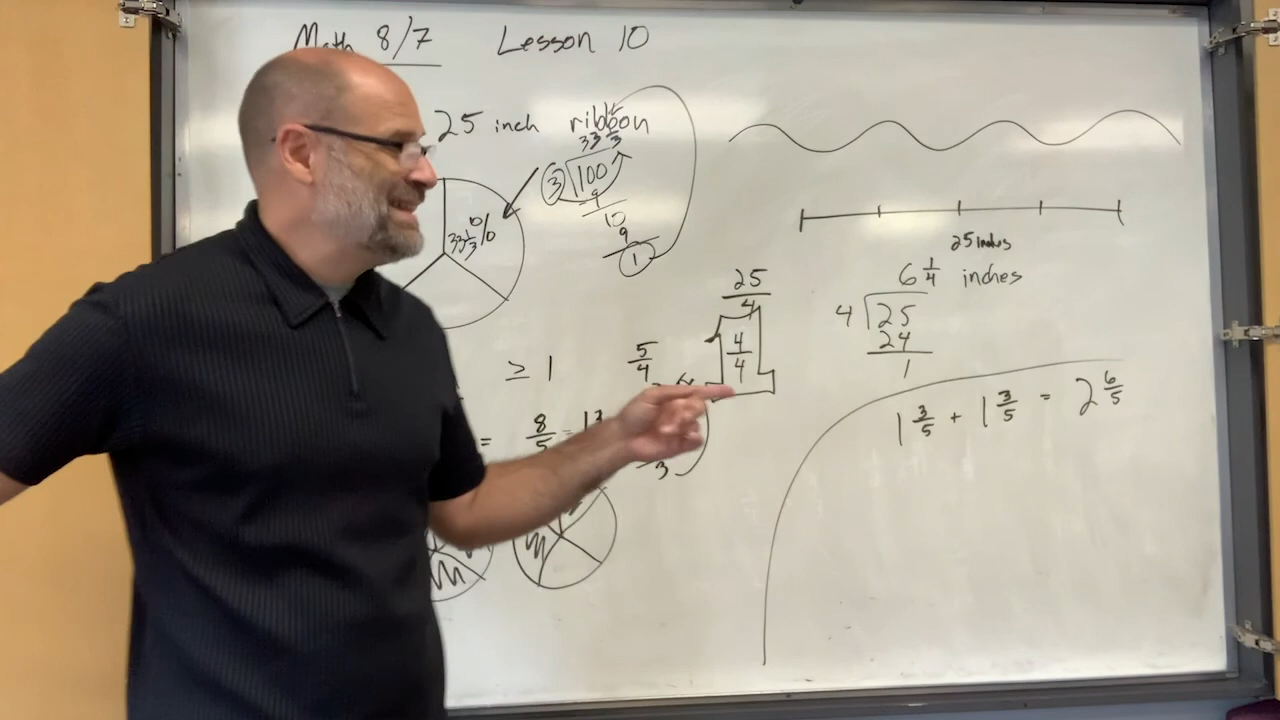 Math 8/7 Lesson 10
25 inch ribbon
33 1/3
3 100
9
10
9
1
33 1/3 %
25 inches
6 1/4 inches
4 25
24
1
25/4
4/4
≥ 1
5/4
= 8/5 = 13
3
1 3/5 + 1 3/5 = 2 6/5